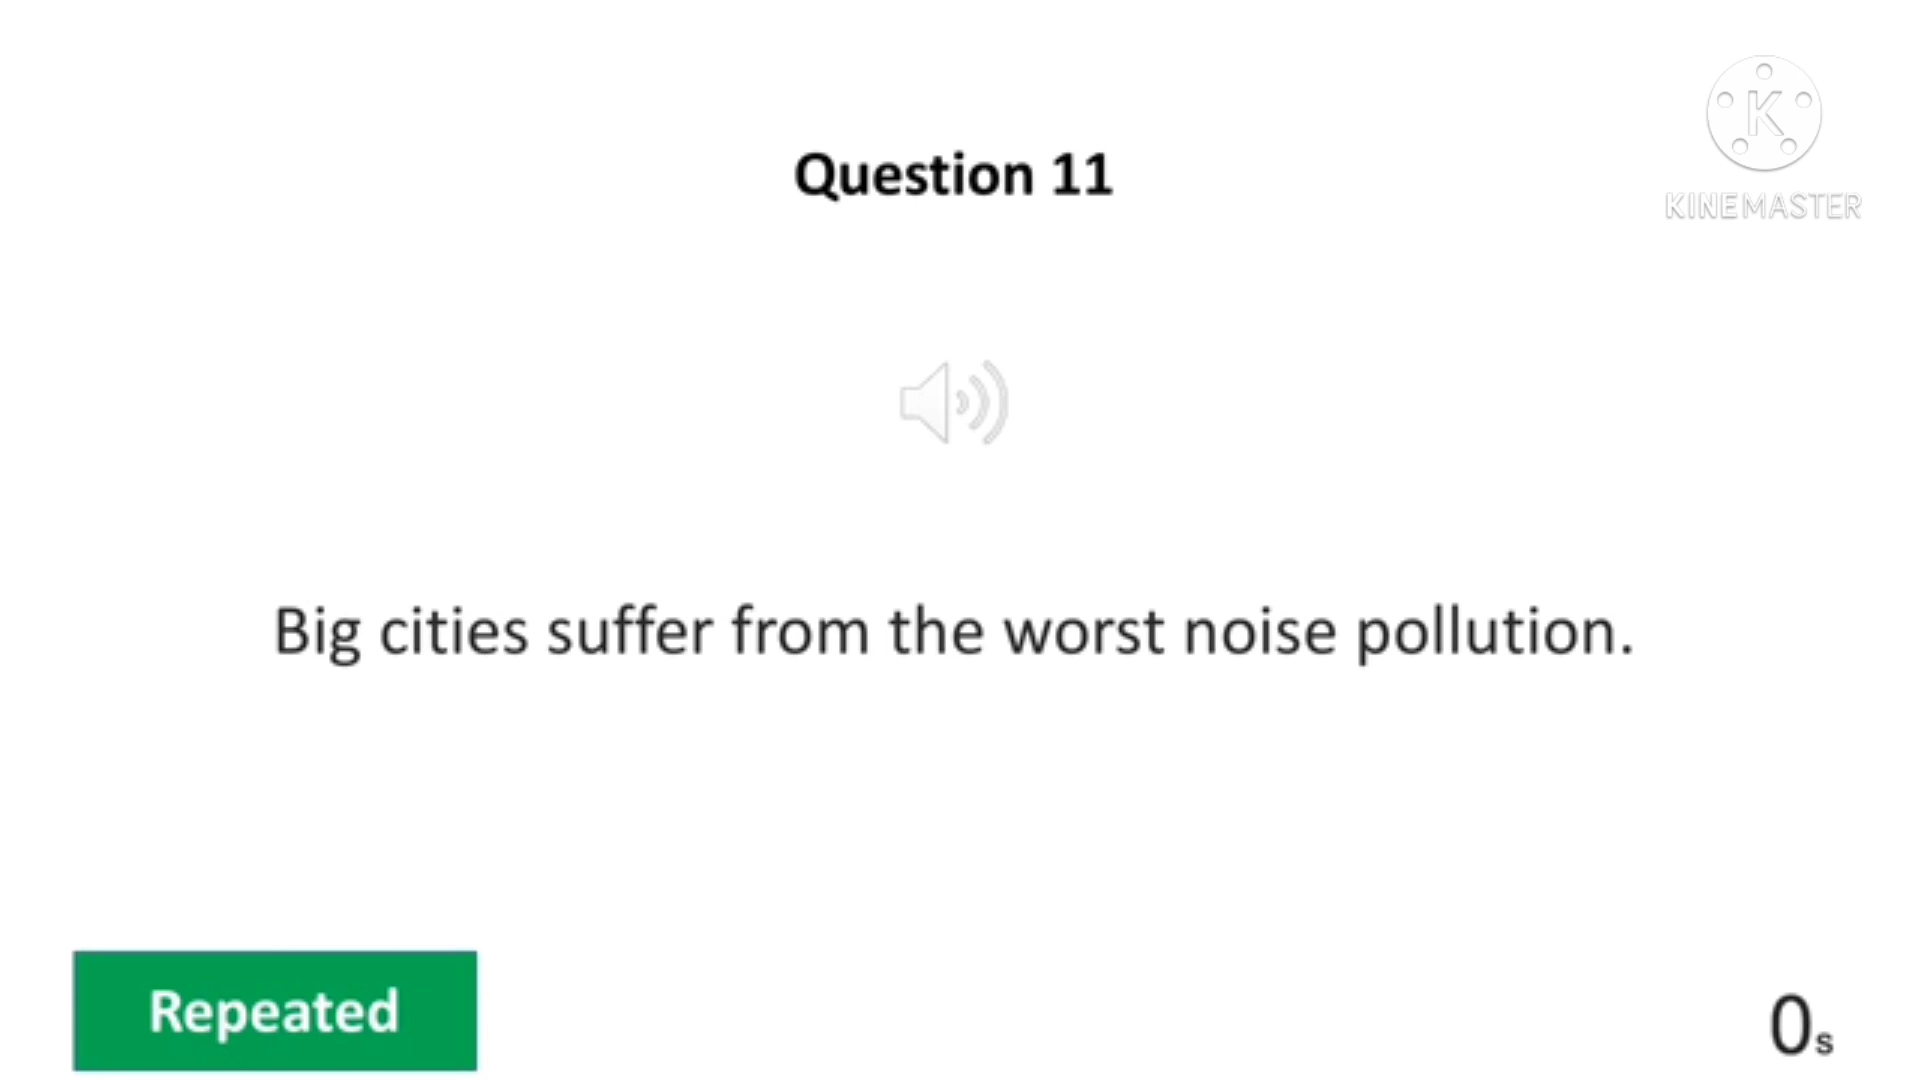 Question 11
K
KINEMASTER
Big cities suffer from the worst noise pollution.
Repeated
0s